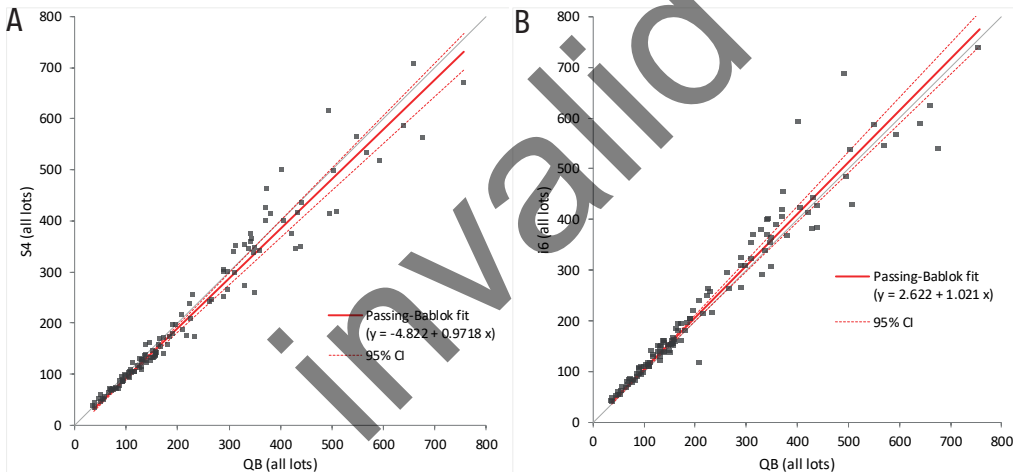 A
800
700
600
500
400
300
200
100
0
S4 (all lots)
0 100 200 300 400 500 600 700 800
QB (all lots)
Passing-Bablok fit
(y = -4.822 + 0.9718 x)
95% CI
B
800
700
600
500
400
300
200
100
0
i6 (all lots)
0 100 200 300 400 500 600 700 800
QB (all lots)
Passing-Bablok fit
(y = 2.622 + 1.021 x)
95% CI
invalid